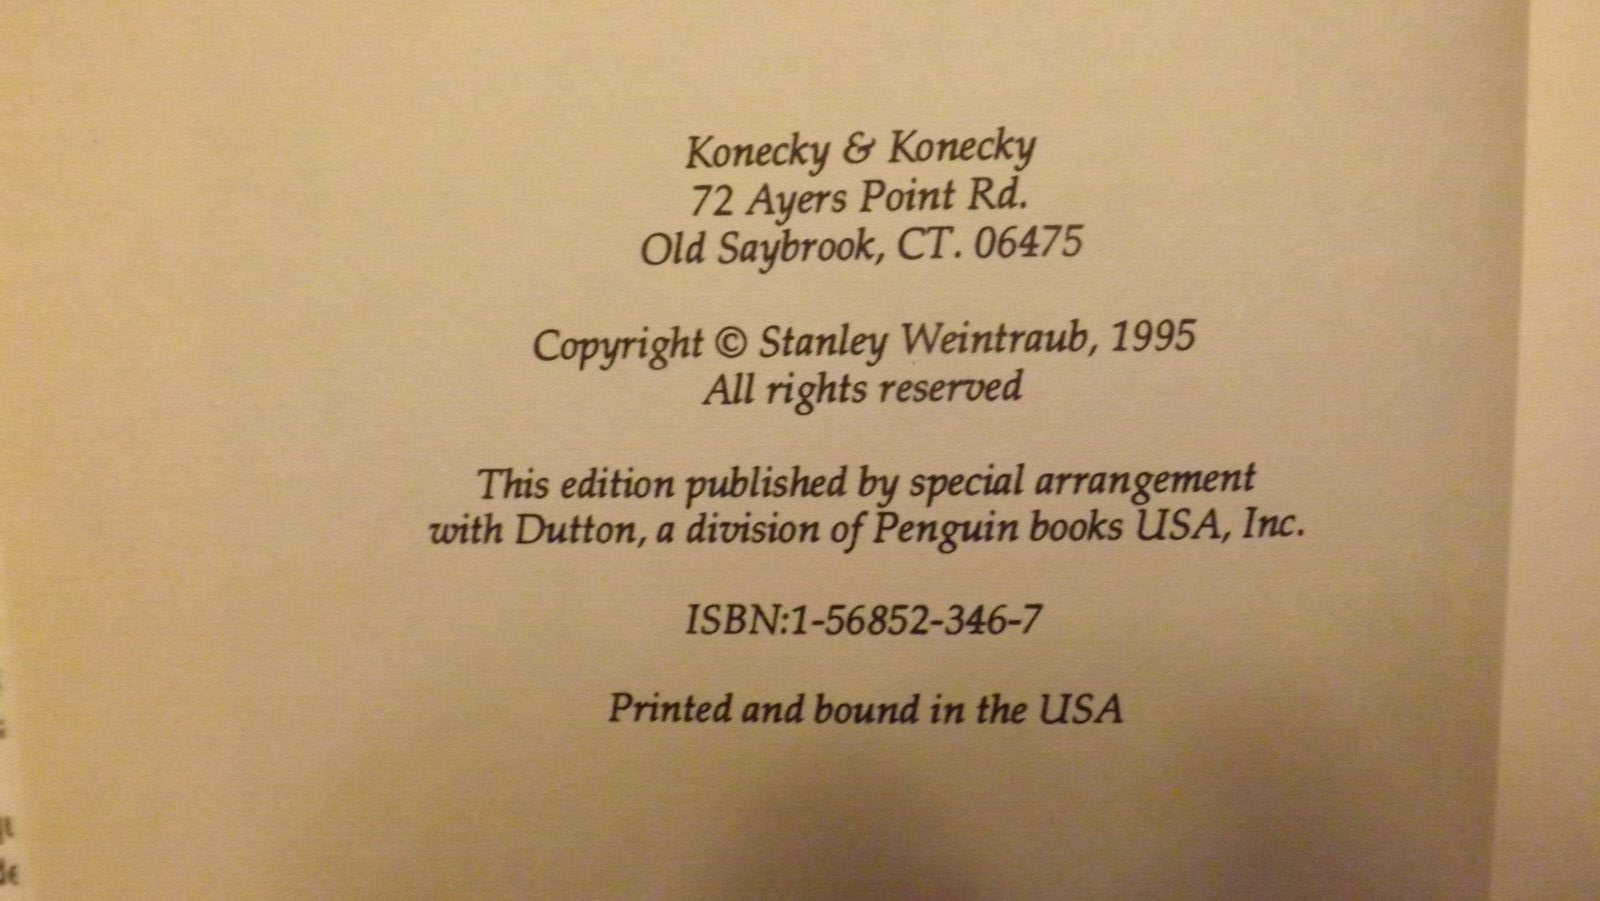 Konecky & Konecky
72 Ayers Point Rd.
Old Saybrook, CT. 06475
Copyright © Stanley Weintraub, 1995
All rights reserved
This edition published by special arrangement
with Dutton, a division of Penguin books USA, Inc.
ISBN:1-56852-346-7
Printed and bound in the USA